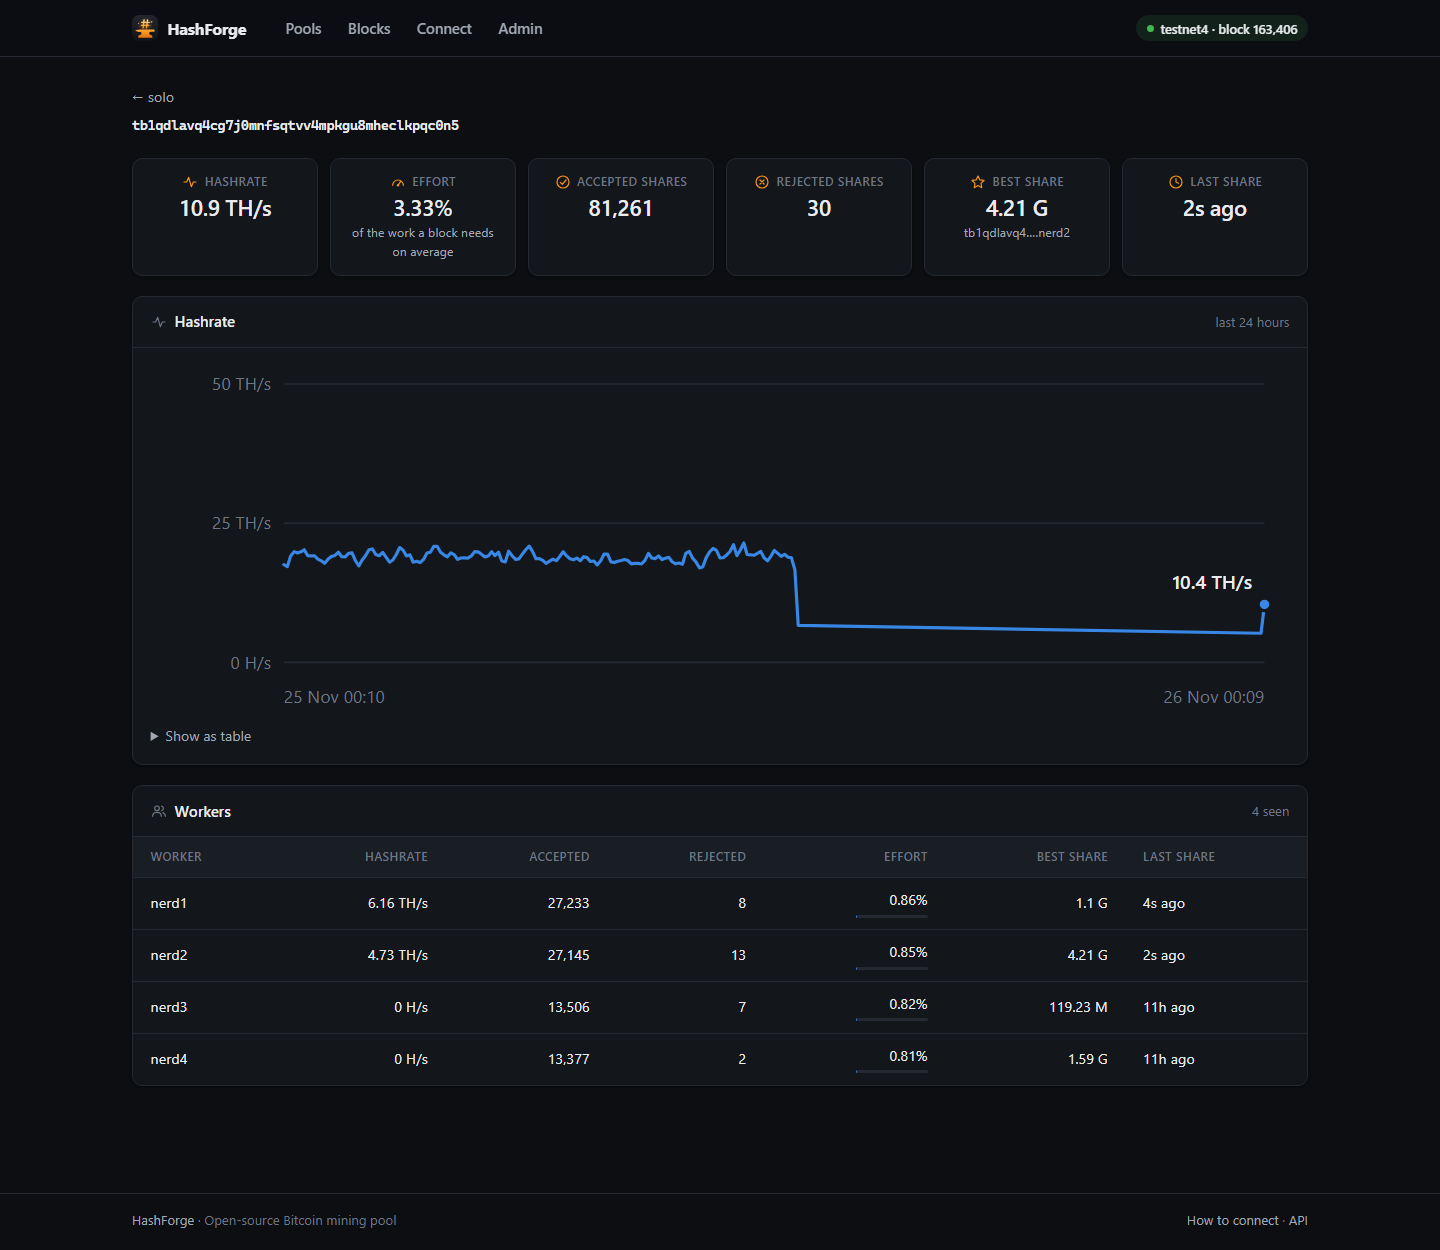 HashForge Pools Blocks Connect Admin testnet4 · block 163,406
← solo
tb1qdlavq4cg7j0mnfsqtvv4mpkgu8mheclkpqc0n5
HASHRATE EFFORT ACCEPTED SHARES REJECTED SHARES BEST SHARE LAST SHARE
10.9 TH/s 3.33% 81,261 30 4.21 G 2s ago
of the work a block needs tb1qdlavq4....nerd2
on average
Hashrate last 24 hours
50 TH/s
25 TH/s
10.4 TH/s
0 H/s
25 Nov 00:10 26 Nov 00:09
▶ Show as table
Workers 4 seen
WORKER HASHRATE ACCEPTED REJECTED EFFORT BEST SHARE LAST SHARE
nerd1 6.16 TH/s 27,233 8 0.86% 1.1 G 4s ago
nerd2 4.73 TH/s 27,145 13 0.85% 4.21 G 2s ago
nerd3 0 H/s 13,506 7 0.82% 119.23 M 11h ago
nerd4 0 H/s 13,377 2 0.81% 1.59 G 11h ago
HashForge · Open-source Bitcoin mining pool How to connect · API